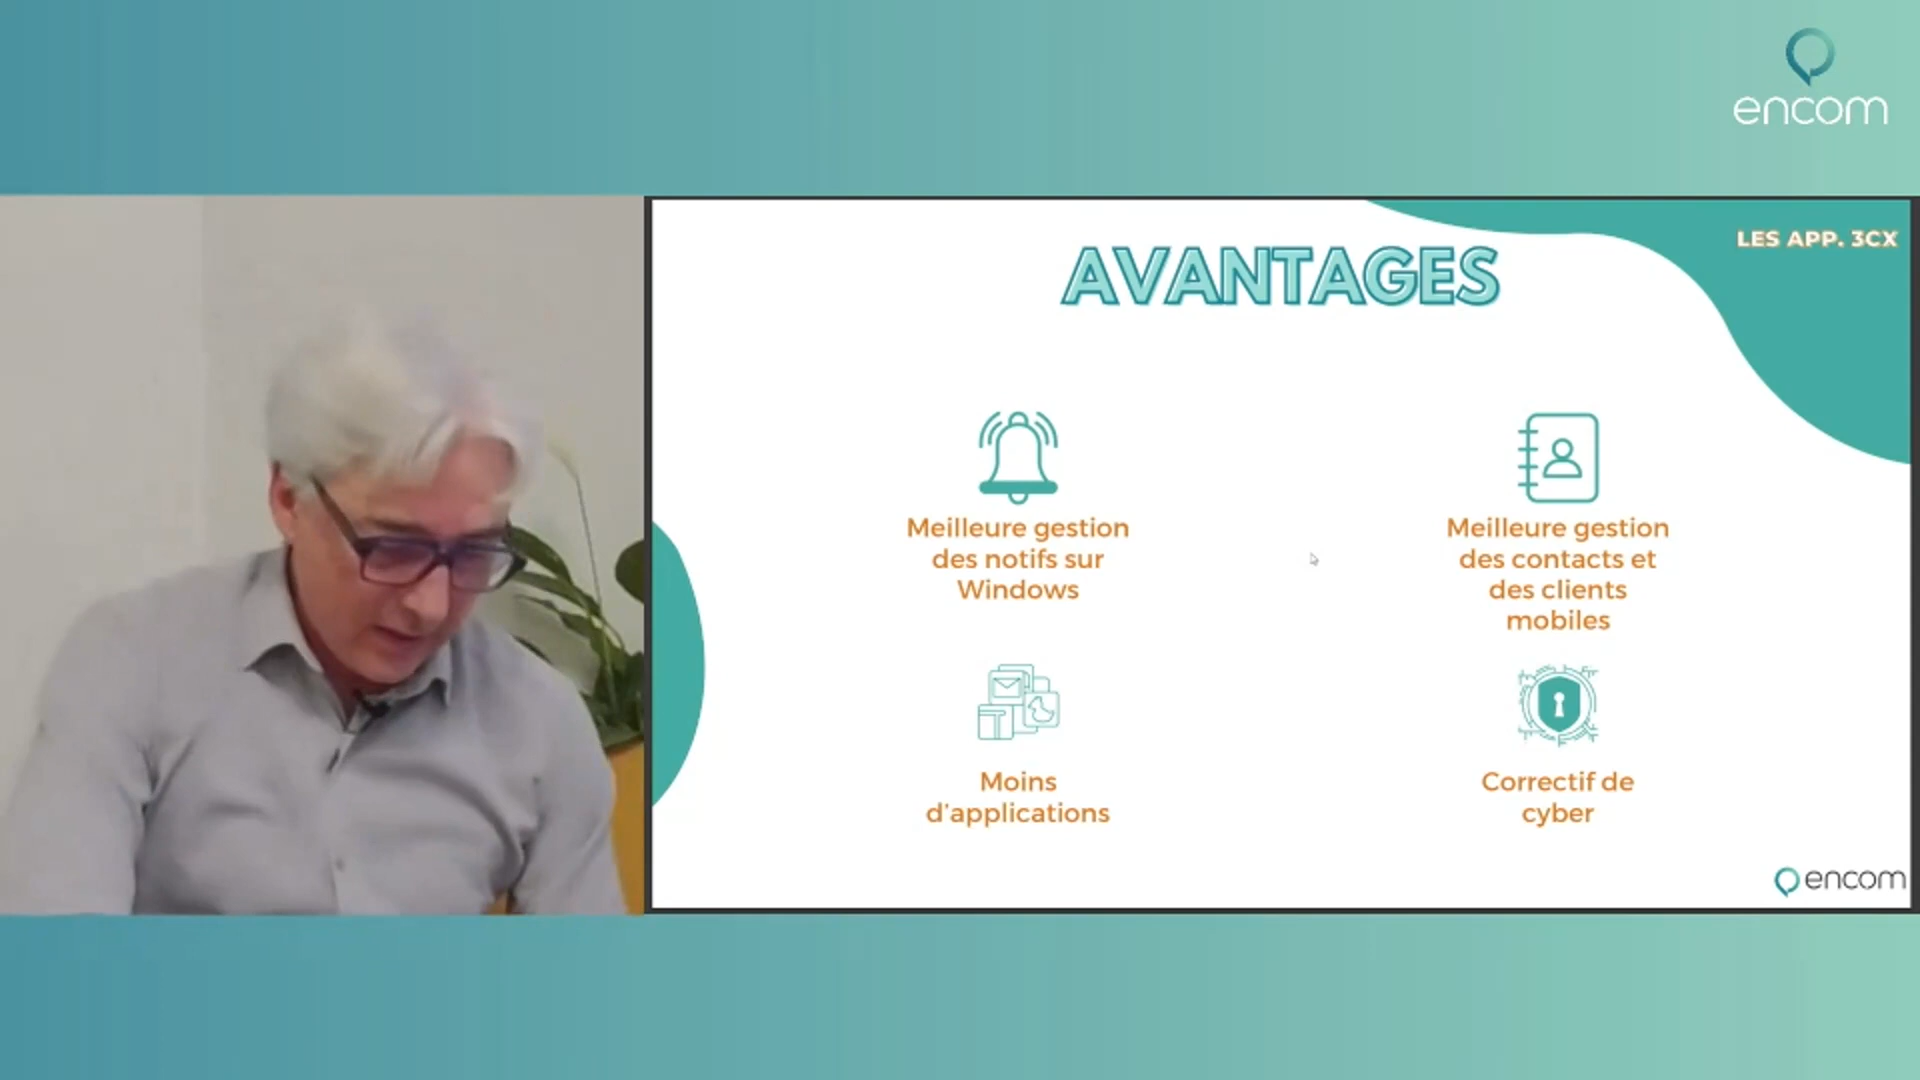 encom
LES APP. 3CX
AVANTAGES
Meilleure gestion
des notifs sur
Windows
Meilleure gestion
des contacts et
des clients
mobiles
Moins
d'applications
Correctif de
cyber
encom